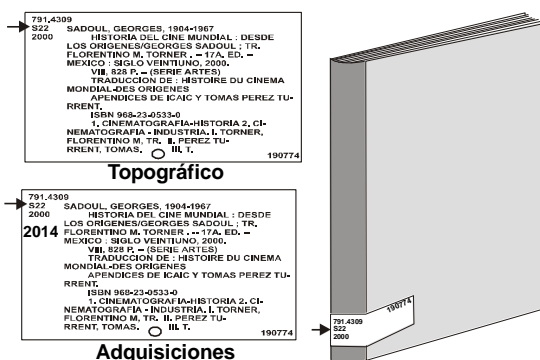 791.4309
S22
2000
SADOUL, GEORGES, 1904-1967
HISTORIA DEL CINE MUNDIAL : DESDE
LOS ORIGENES/GEORGES SADOUL ; TR.
FLORENTINO M. TORNER . -- 17A. ED. –
MEXICO : SIGLO VEINTIUNO, 2000.
VIII, 828 P. – (SERIE ARTES)
TRADUCCION DE : HISTOIRE DU CINEMA
MONDIAL-DES ORIGENES
APENDICES DE ICAIC Y TOMAS PEREZ TU-
RRENT.
ISBN 968-23-0533-0
1. CINEMATOGRAFIA-HISTORIA 2. CI-
NEMATOGRAFIA - INDUSTRIA. I. TORNER,
FLORENTINO M, TR. II. PEREZ TU-
RRENT, TOMAS. III. T.
190774
Topográfico
791.4309
S22
2000
2014
SADOUL, GEORGES, 1904-1967
HISTORIA DEL CINE MUNDIAL : DESDE
LOS ORIGENES/GEORGES SADOUL ; TR.
FLORENTINO M. TORNER . -- 17A. ED. –
MEXICO : SIGLO VEINTIUNO, 2000.
VIII, 828 P. – (SERIE ARTES)
TRADUCCION DE : HISTOIRE DU CINEMA
MONDIAL-DES ORIGENES
APENDICES DE ICAIC Y TOMAS PEREZ TU-
RRENT.
ISBN 968-23-0533-0
1. CINEMATOGRAFIA-HISTORIA 2. CI-
NEMATOGRAFIA - INDUSTRIA. I. TORNER,
FLORENTINO M, TR. II. PEREZ TU-
RRENT, TOMAS. III. T.
190774
Adquisiciones
190774
791.4309
S22
2000